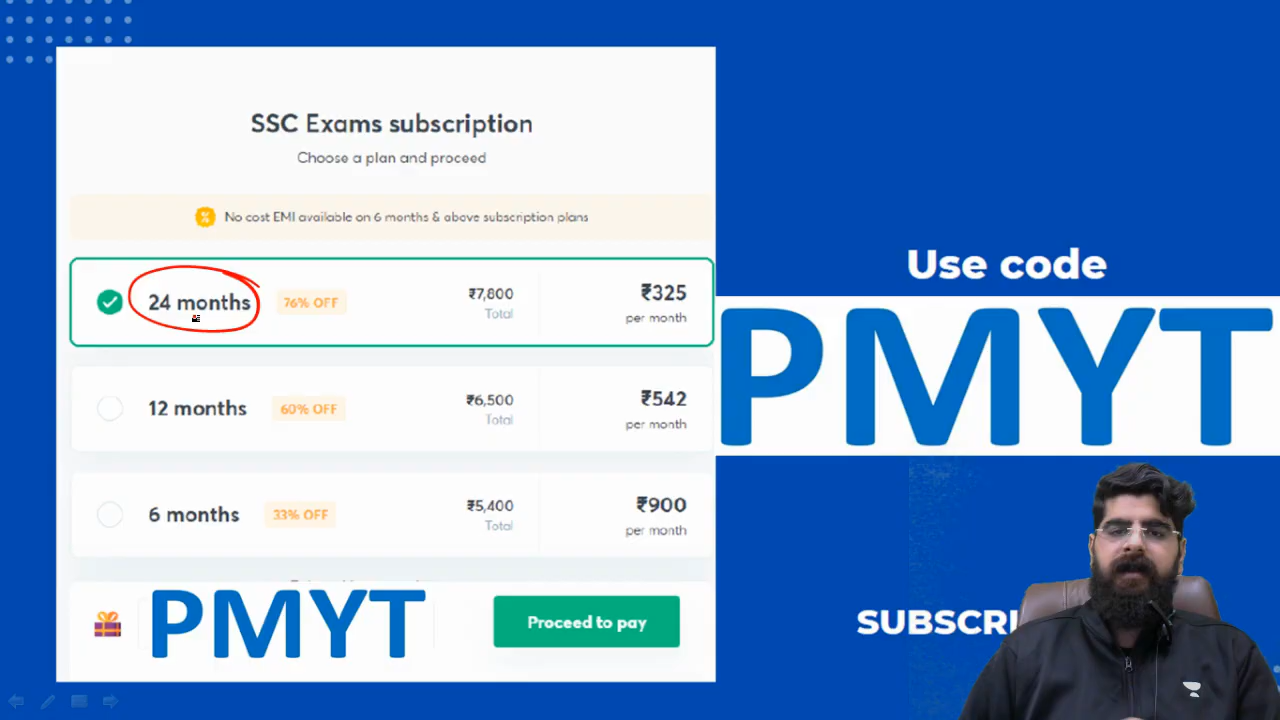 SSC Exams subscription
Choose a plan and proceed
No cost EMI available on 6 months & above subscription plans
24 months 76% OFF ₹7,800 Total ₹325 per month
12 months 60% OFF ₹6,500 Total ₹542 per month
6 months 33% OFF ₹5,400 Total ₹900 per month
PMYT Proceed to pay
Use code
PMYT
SUBSCRI